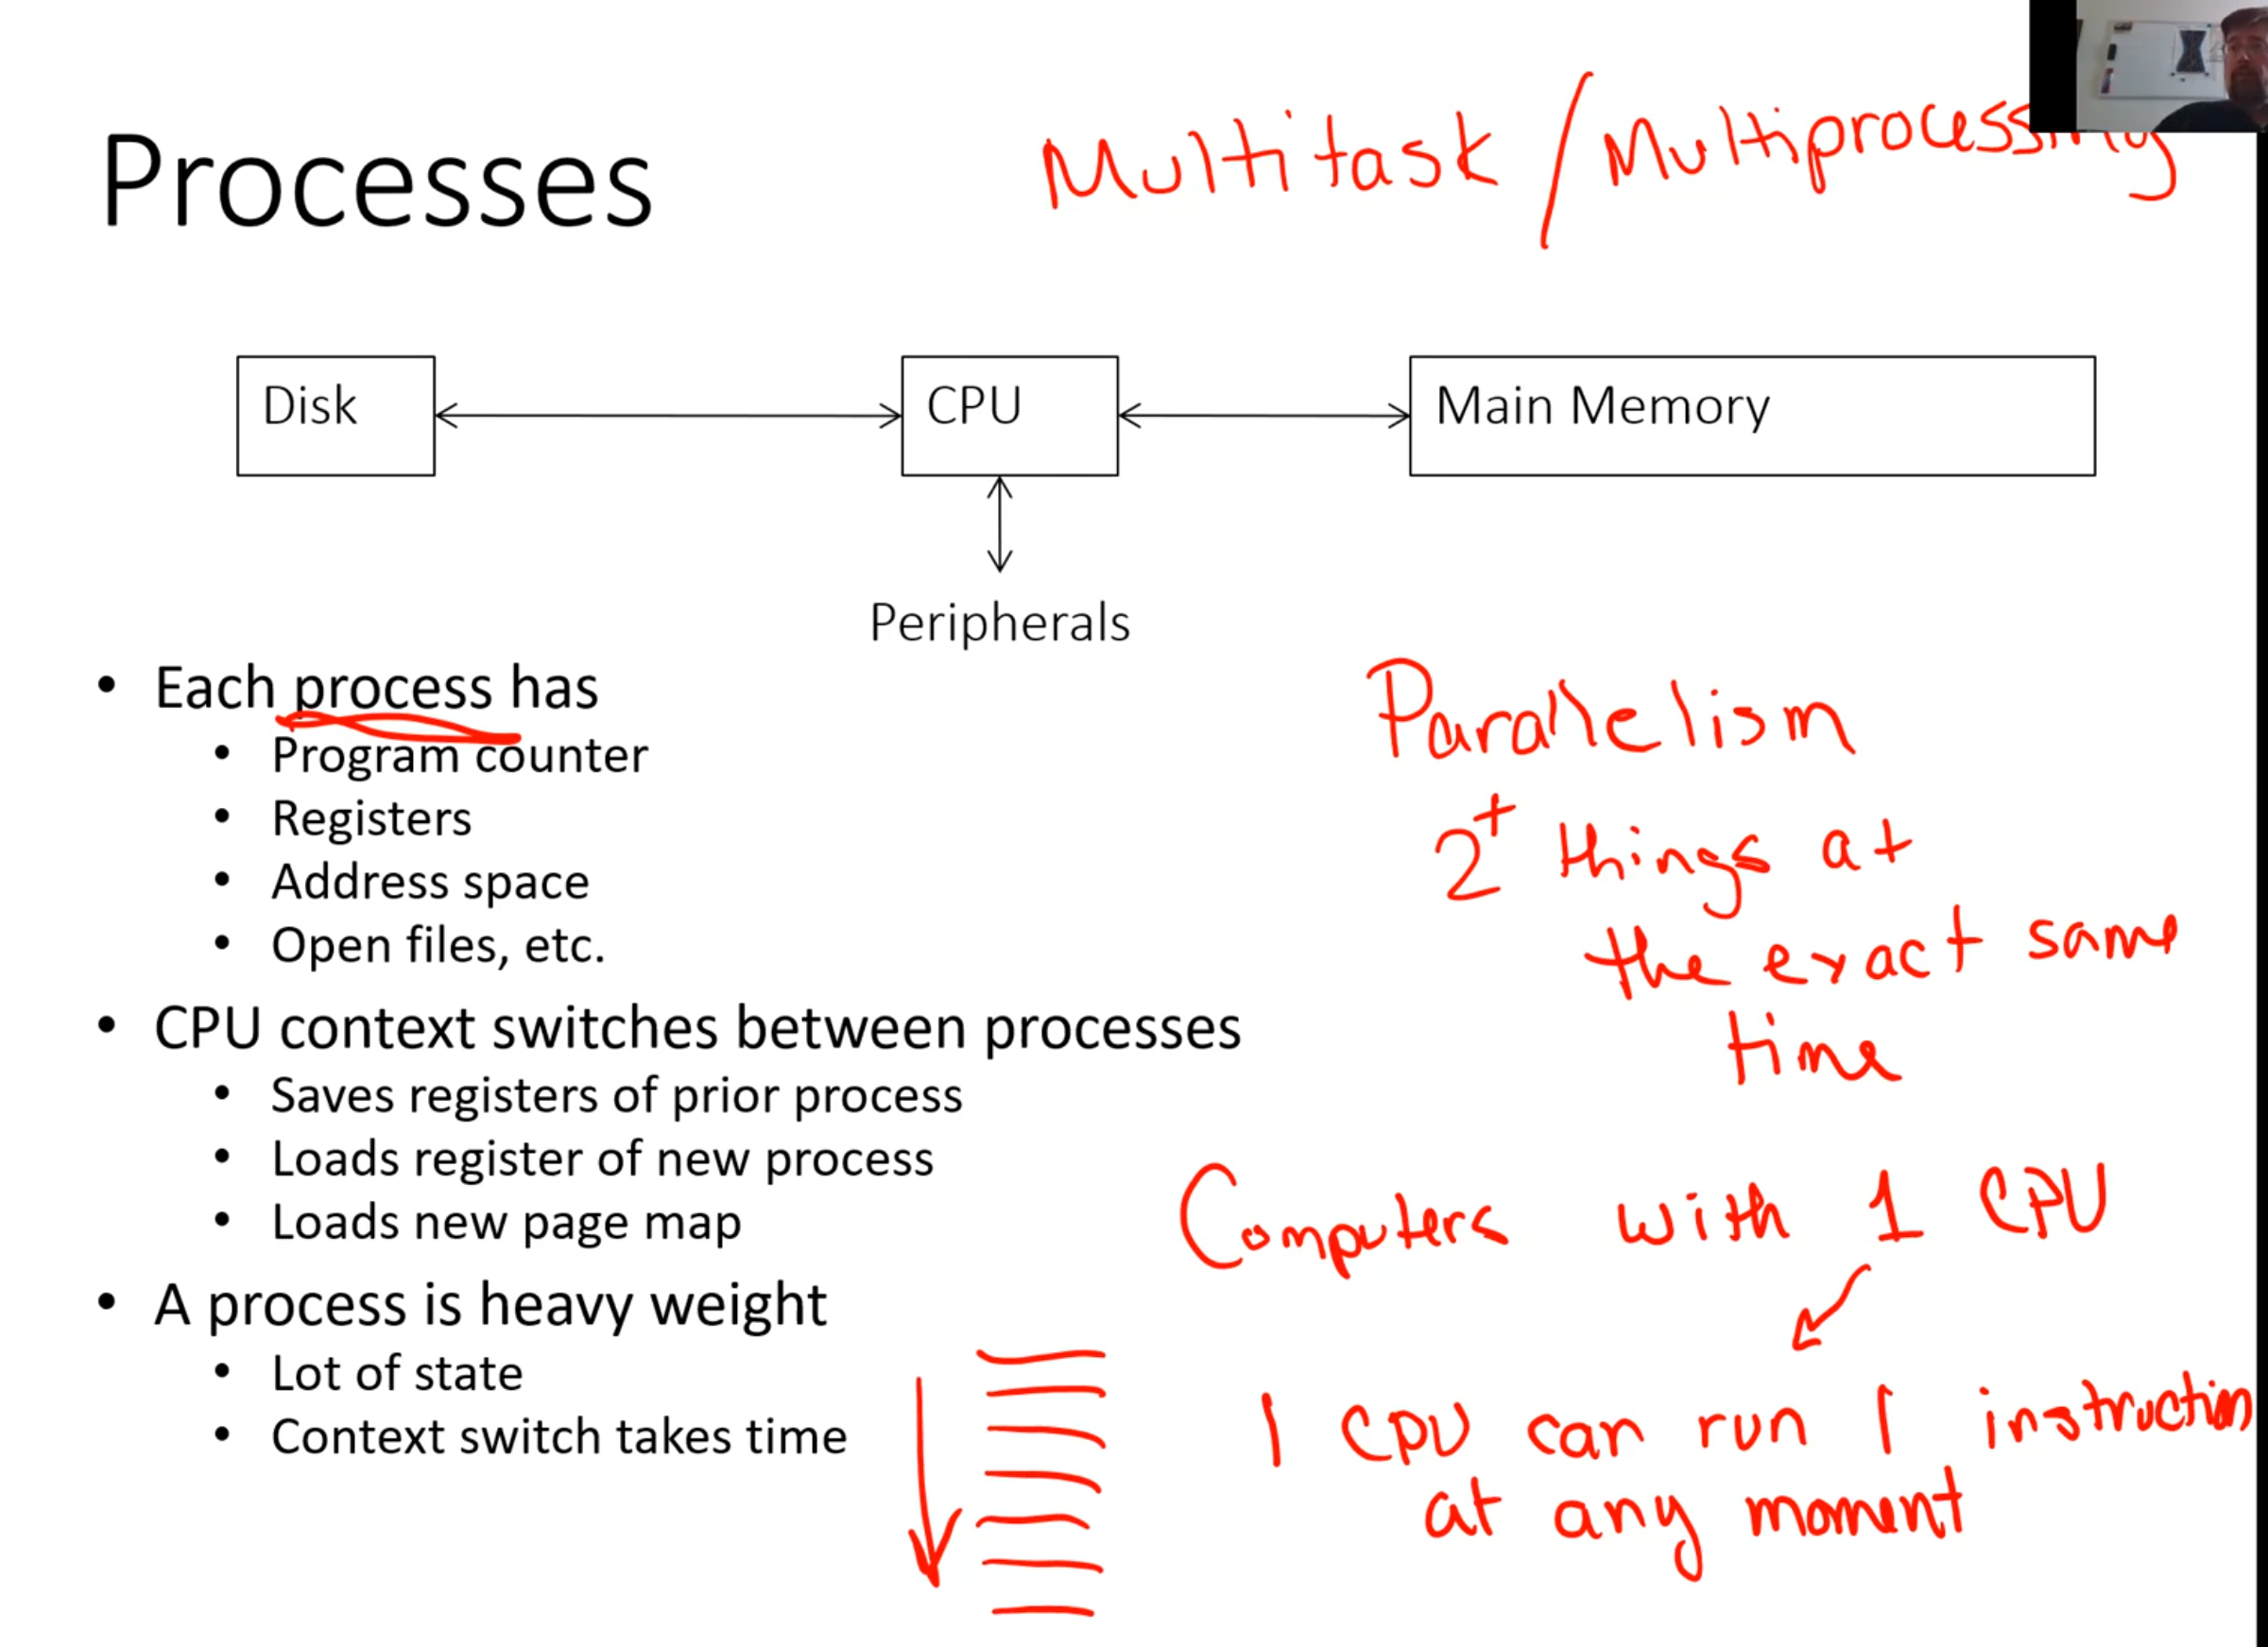 Multitask / Multiprocessing
Processes
Disk
CPU
Main Memory
Peripherals
• Each process has
• Program counter
• Registers
• Address space
• Open files, etc.
• CPU context switches between processes
• Saves registers of prior process
• Loads register of new process
• Loads new page map
• A process is heavy weight
• Lot of state
• Context switch takes time
Parallelism
2+ things at
the exact same
time
Computers with 1 CPU
1 CPU can run 1 instruction
at any moment